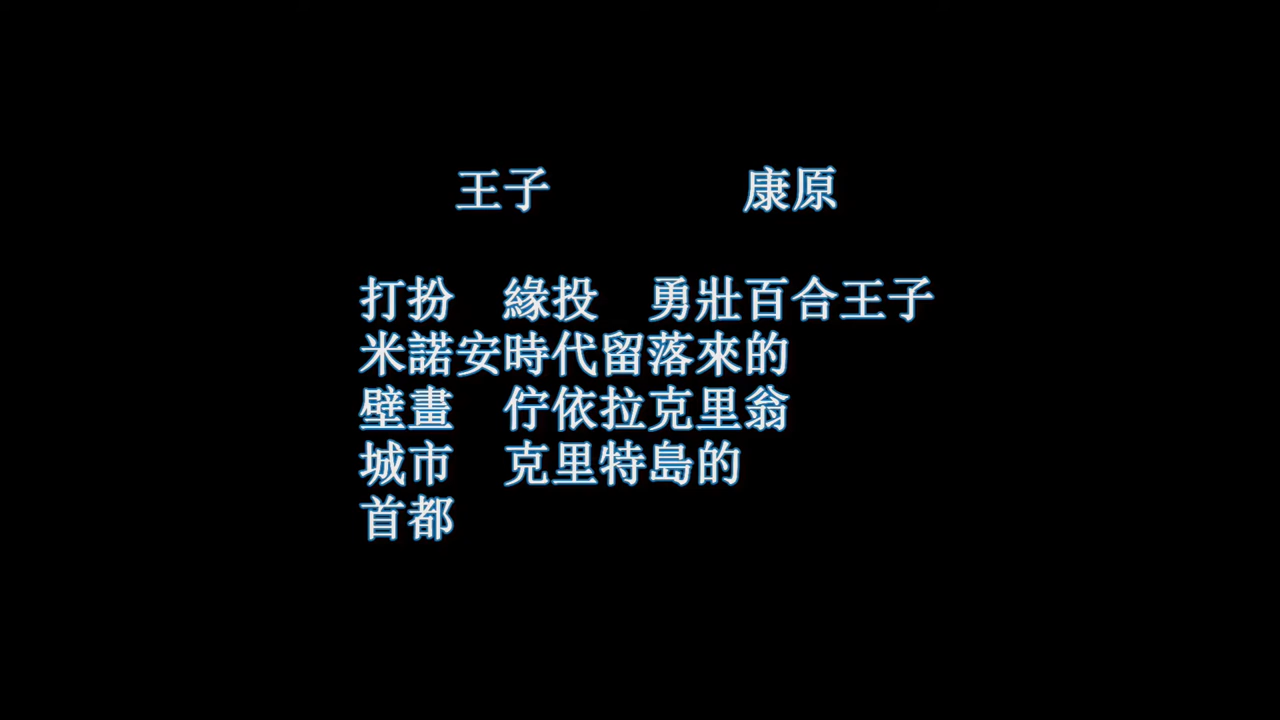 王子　　　　康原
打扮　緣投　勇壯百合王子
米諾安時代留落來的
壁畫　佇依拉克里翁
城市　克里特島的
首都